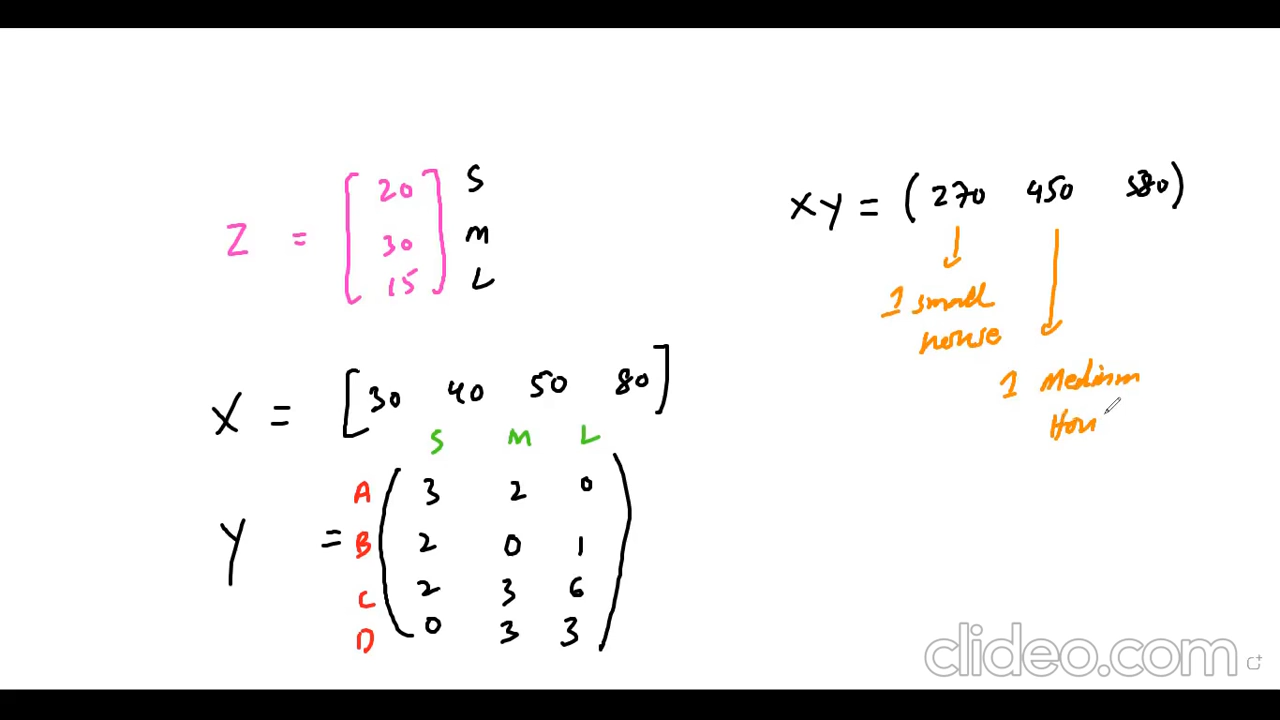 Z = [20 S
30 M
15] L
X = [30 40 50 80]
S M L
Y = A (3 2 0
B 2 0 1
C 2 3 6
D 0 3 3)
XY = (270 450 580)
1 small
house
1 Medium
Hou
clideo.com